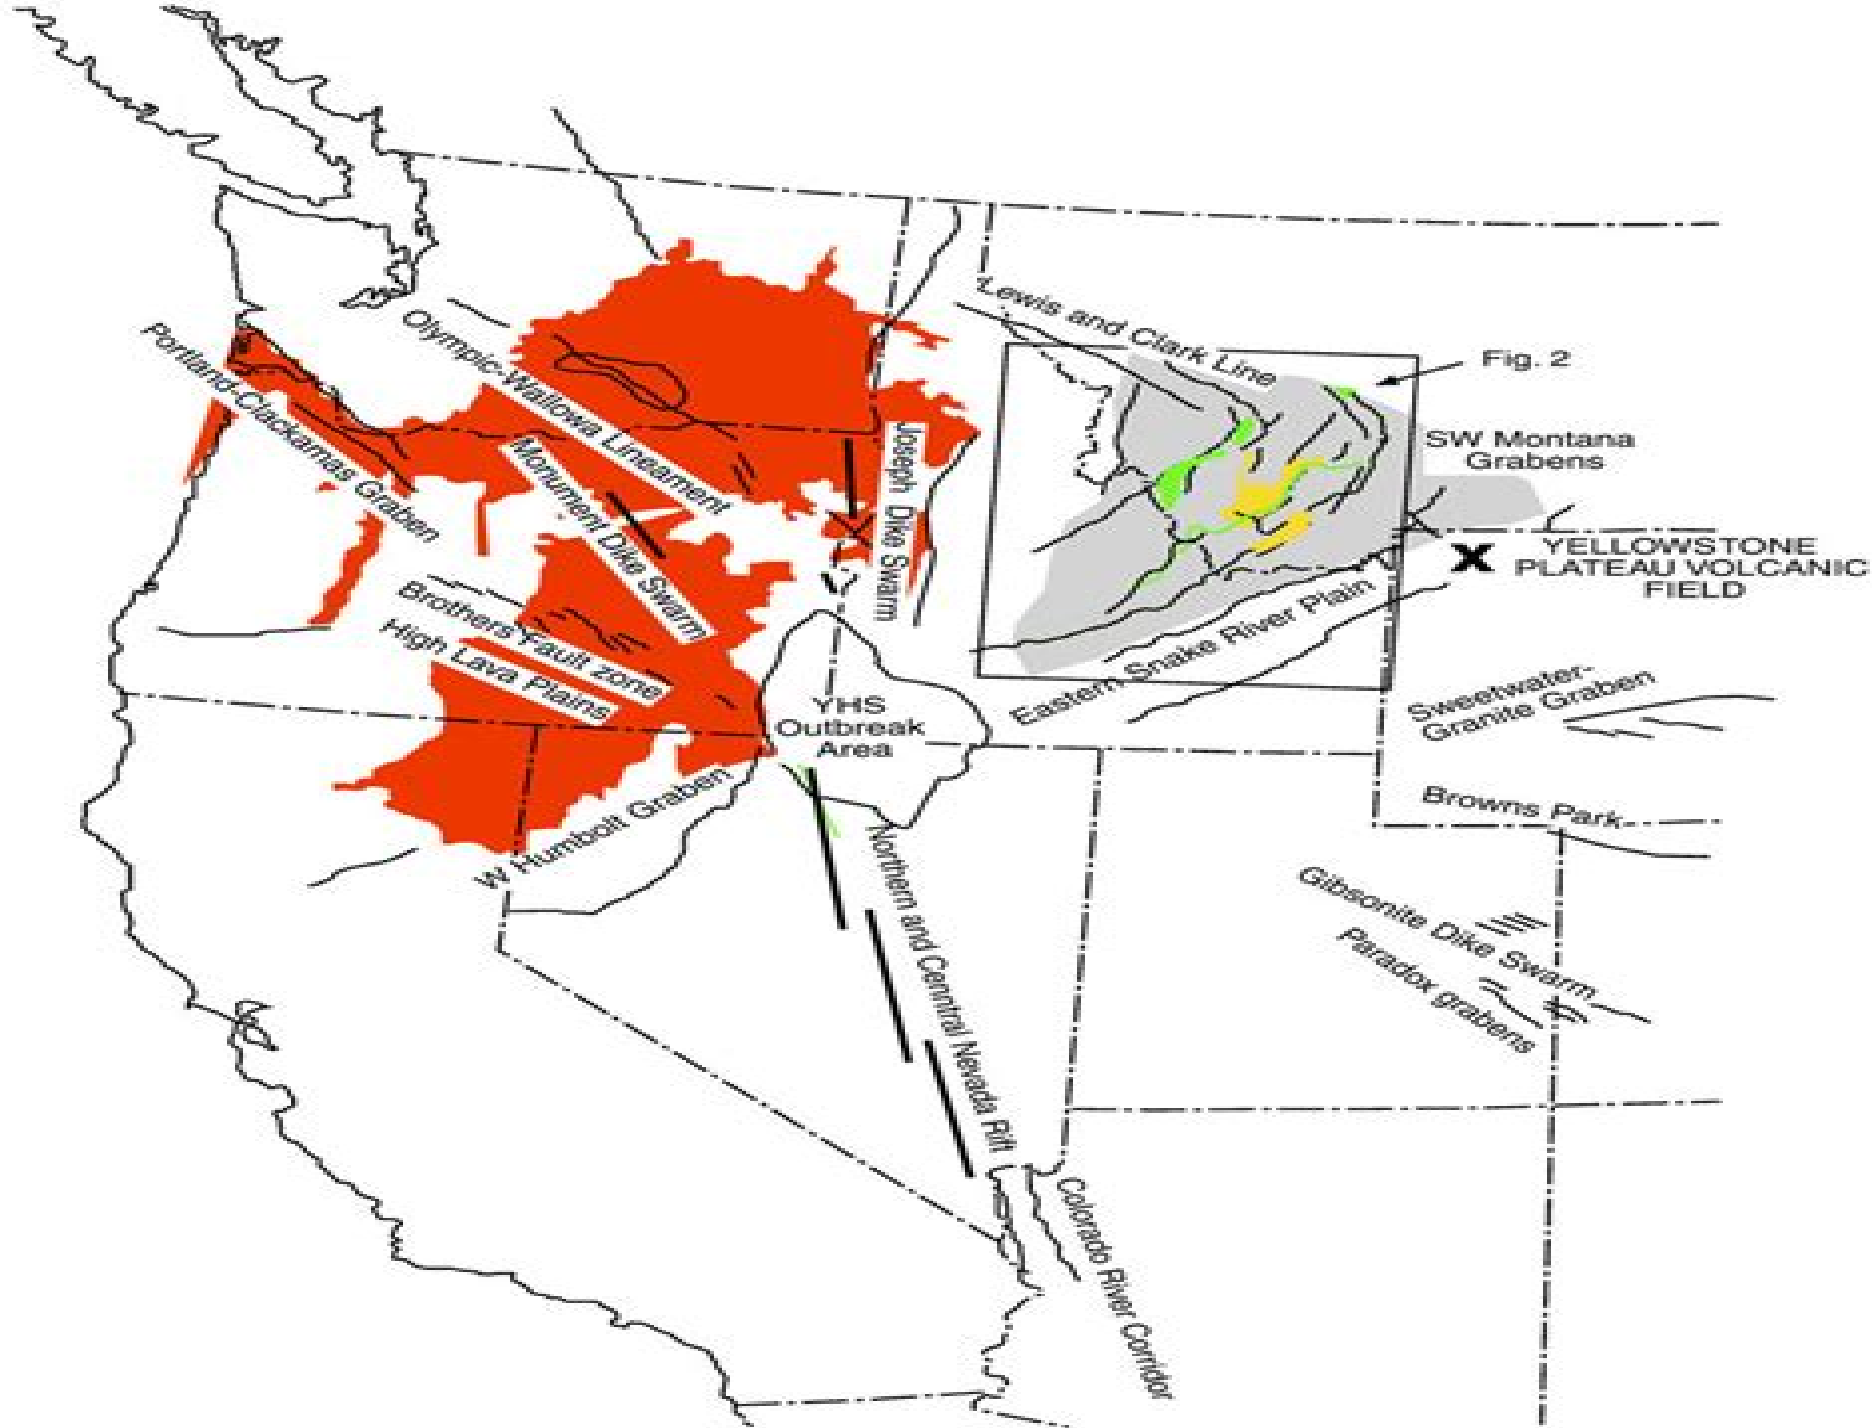 Lewis and Clark Line
Fig. 2
Olympic-Wallowa Lineament
Portland-Clackamas Graben
SW Montana
Grabens
Joseph Dike Swarm
Monument Dike Swarm
YELLOWSTONE
PLATEAU VOLCANIC
FIELD
X
Brothers Fault zone
High Lava Plains
Eastern Snake River Plain
YHS
Outbreak
Area
Sweetwater-
Granite Graben
W Humbolt Graben
Browns Park
Northern and Cenntral Nevada Rift
Gibsonite Dike Swarm
Paradox grabens
Colorado River Corridor